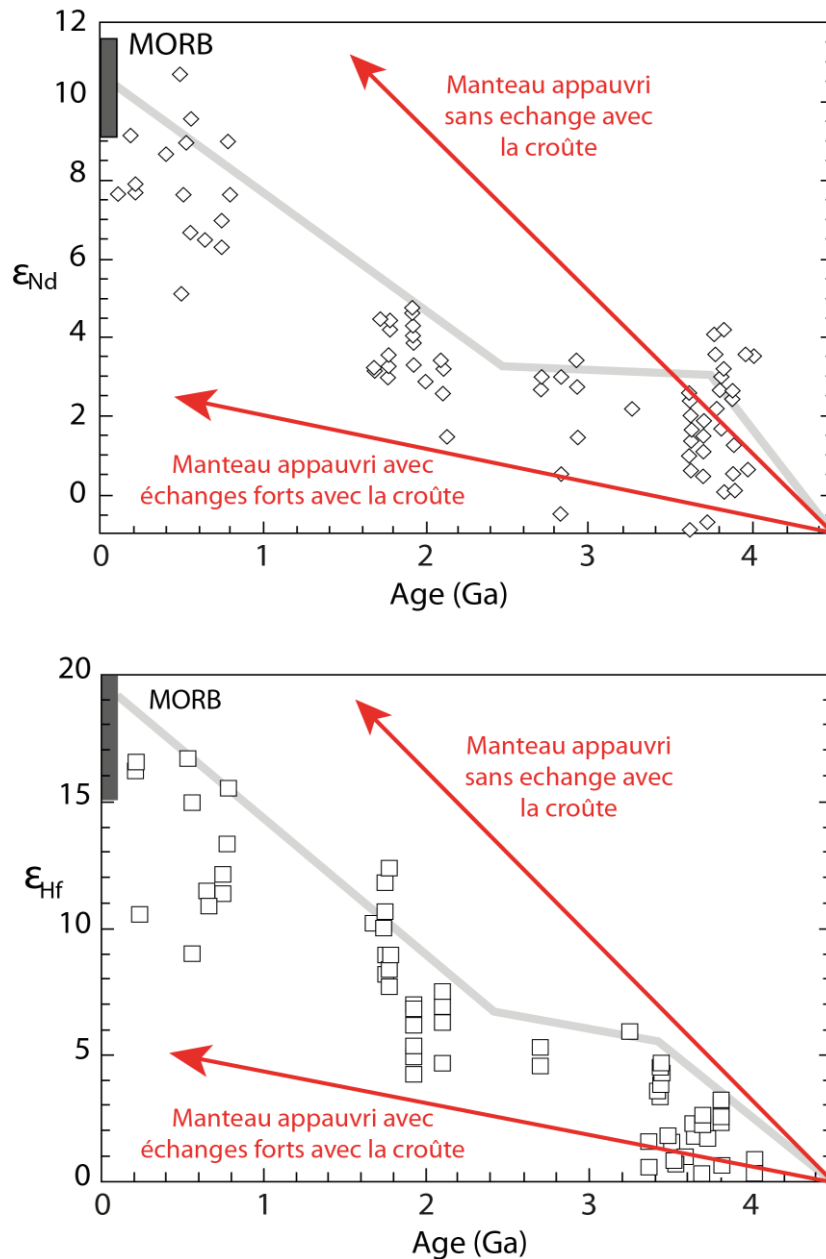 12
MORB
10
Manteau appauvri
sans echange avec
la croûte
8
6
εNd
4
2
Manteau appauvri avec
échanges forts avec la croûte
0
0
1
2
3
4
Age (Ga)
20
MORB
Manteau appauvri
sans echange avec
la croûte
15
εHf
10
5
Manteau appauvri avec
échanges forts avec la croûte
0
0
1
2
3
4
Age (Ga)